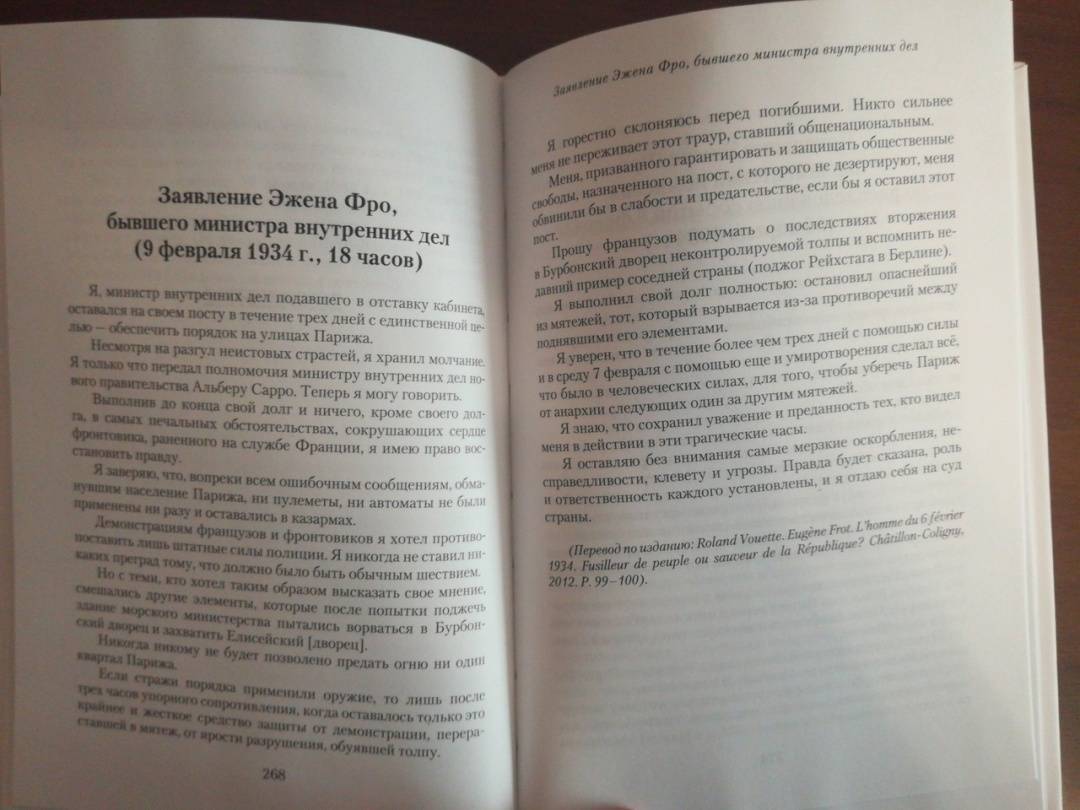 Заявление Эжена Фро,
бывшего министра внутренних дел
(9 февраля 1934 г., 18 часов)
Я, министр внутренних дел подавшего в отставку кабинета,
оставался на своем посту в течение трех дней с единственной це-
лью — обеспечить порядок на улицах Парижа.
Несмотря на разгул неистовых страстей, я хранил молчание.
Я только что передал полномочия министру внутренних дел но-
вого правительства Альберу Сарро. Теперь я могу говорить.
Выполнив до конца свой долг и ничего, кроме своего дол-
га, в самых печальных обстоятельствах, сокрушающих сердце
фронтовика, раненного на службе Франции, я имею право вос-
становить правду.
Я заверяю, что, вопреки всем ошибочным сообщениям, обма-
нувшим население Парижа, ни пулеметы, ни автоматы не были
применены ни разу и оставались в казармах.
Демонстрациям французов и фронтовиков я хотел противо-
поставить лишь штатные силы полиции. Я никогда не ставил ни-
каких преград тому, что должно было быть обычным шествием.
Но с теми, кто хотел таким образом высказать свое мнение,
смешались другие элементы, которые после попытки поджечь
здание морского министерства пытались ворваться в Бурбон-
ский дворец и захватить Елисейский [дворец].
Никогда никому не будет позволено предать огню ни один
квартал Парижа.
Если стражи порядка применили оружие, то лишь после
трех часов упорного сопротивления, когда оставалось только это
крайнее и жесткое средство защиты от демонстрации, перера-
ставшей в мятеж, от ярости разрушения, обуявшей толпу.
268
Заявление Эжена Фро, бывшего министра внутренних дел
Я горестно склоняюсь перед погибшими. Никто сильнее
меня не переживает этот траур, ставший общенациональным.
Меня, призванного гарантировать и защищать общественные
свободы, назначенного на пост, с которого не дезертируют, меня
обвинили бы в слабости и предательстве, если бы я оставил этот
пост.
Прошу французов подумать о последствиях вторжения
в Бурбонский дворец неконтролируемой толпы и вспомнить не-
давний пример соседней страны (поджог Рейхстага в Берлине).
Я выполнил свой долг полностью: остановил опаснейший
из мятежей, тот, который взрывается из-за противоречий между
поднявшими его элементами.
Я уверен, что в течение более чем трех дней с помощью силы
и в среду 7 февраля с помощью еще и умиротворения сделал всё,
что было в человеческих силах, для того, чтобы уберечь Париж
от анархии следующих один за другим мятежей.
Я знаю, что сохранил уважение и преданность тех, кто видел
меня в действии в эти трагические часы.
Я оставляю без внимания самые мерзкие оскорбления, не-
справедливости, клевету и угрозы. Правда будет сказана, роль
и ответственность каждого установлены, и я отдаю себя на суд
страны.
(Перевод по изданию: Roland Vouette. Eugène Frot. L'homme du 6 février
1934. Fusilleur de peuple ou sauveur de la République? Châtillon-Coligny,
2012. P. 99–100).